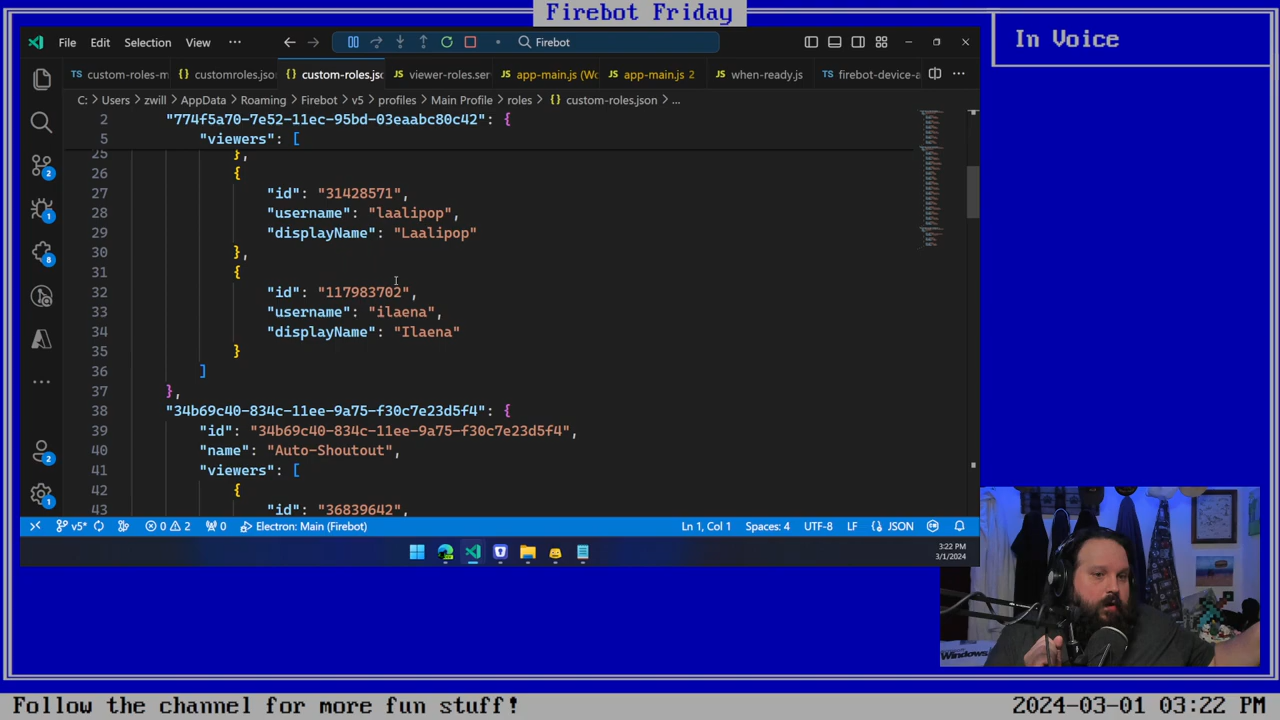 Firebot Friday
In Voice
File Edit Selection View ... Firebot
custom-roles-m customroles.jso custom-roles.jsc viewer-roles.ser app-main.js (Wo app-main.js 2 when-ready.js firebot-device-a
C: > Users > zwill > AppData > Roaming > Firebot > v5 > profiles > Main Profile > roles > custom-roles.json > ...
2 "774f5a70-7e52-11ec-95bd-03eaabc80c42": {
5 "viewers": [
25 },
26 {
27 "id": "31428571",
28 "username": "laalipop",
29 "displayName": "Laalipop"
30 },
31 {
32 "id": "117983702",
33 "username": "ilaena",
34 "displayName": "Ilaena"
35 }
36 ]
37 },
38 "34b69c40-834c-11ee-9a75-f30c7e23d5f4": {
39 "id": "34b69c40-834c-11ee-9a75-f30c7e23d5f4",
40 "name": "Auto-Shoutout",
41 "viewers": [
42 {
43 "id": "36839642",
v5* 0 2 0 Electron: Main (Firebot) Ln 1, Col 1 Spaces: 4 UTF-8 LF {} JSON
3:22 PM
3/1/2024
Windows
Follow the channel for more fun stuff! 2024-03-01 03:22 PM